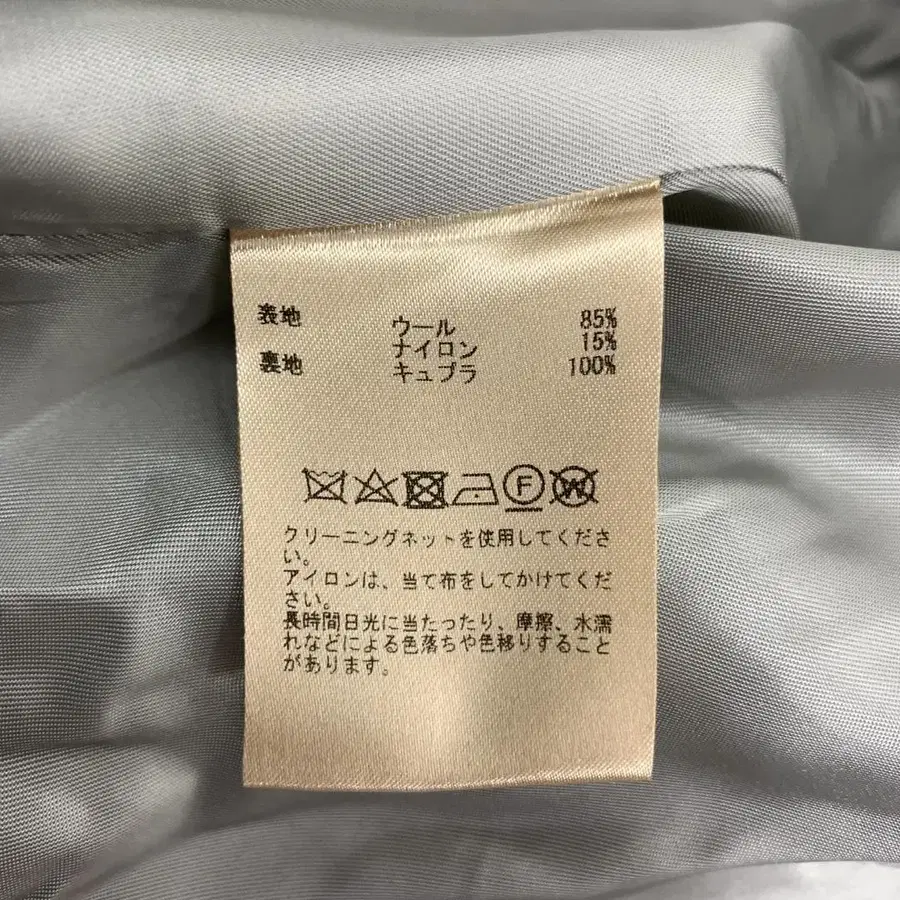 表地 ウール 85%
ナイロン 15%
裏地 キュプラ 100%
F W
クリーニングネットを使用してくださ
い。
アイロンは、当て布をしてかけてくだ
さい。
長時間日光に当たったり、摩擦、水濡
れなどによる色落ちや色移りすること
があります。